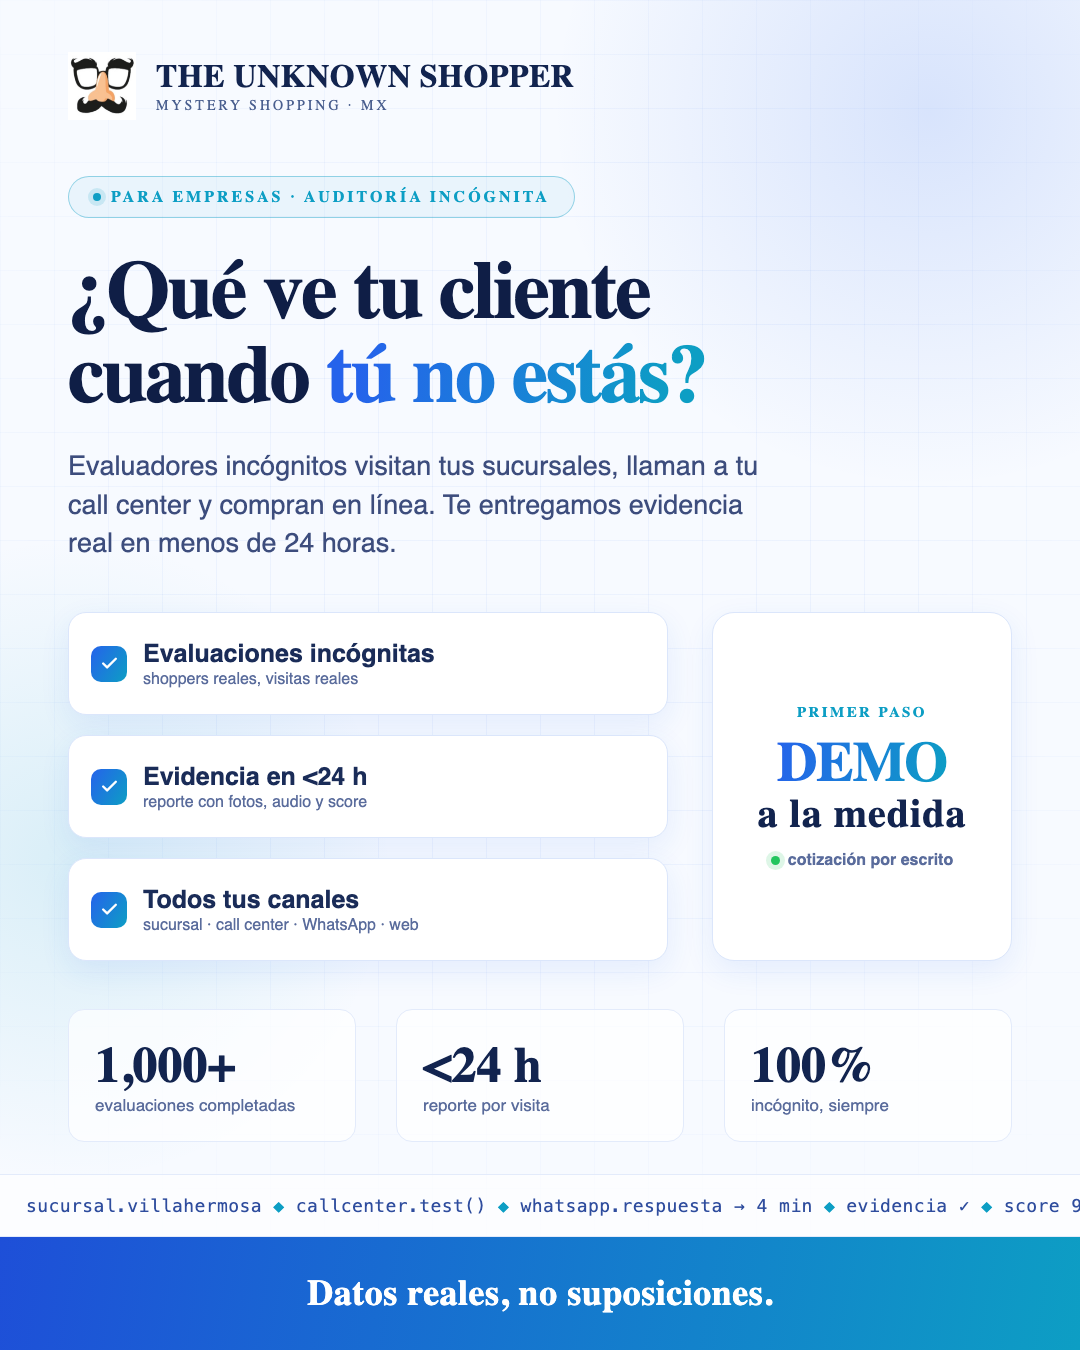 THE UNKNOWN SHOPPER
MYSTERY SHOPPING · MX
PARA EMPRESAS · AUDITORÍA INCÓGNITA
¿Qué ve tu cliente
cuando tú no estás?
Evaluadores incógnitos visitan tus sucursales, llaman a tu
call center y compran en línea. Te entregamos evidencia
real en menos de 24 horas.
Evaluaciones incógnitas
shoppers reales, visitas reales
Evidencia en <24 h
reporte con fotos, audio y score
Todos tus canales
sucursal · call center · WhatsApp · web
PRIMER PASO
DEMO
a la medida
cotización por escrito
1,000+
evaluaciones completadas
<24 h
reporte por visita
100%
incógnito, siempre
sucursal.villahermosa ◆ callcenter.test() ◆ whatsapp.respuesta → 4 min ◆ evidencia ✓ ◆ score 9
Datos reales, no suposiciones.